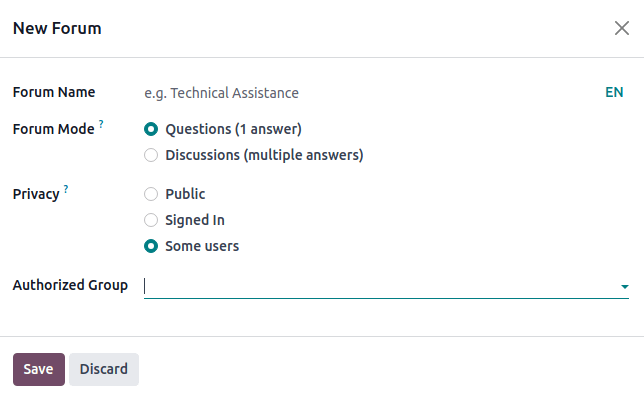 New Forum
Forum Name e.g. Technical Assistance EN
Forum Mode ? Questions (1 answer)
Discussions (multiple answers)
Privacy ? Public
Signed In
Some users
Authorized Group
Save Discard